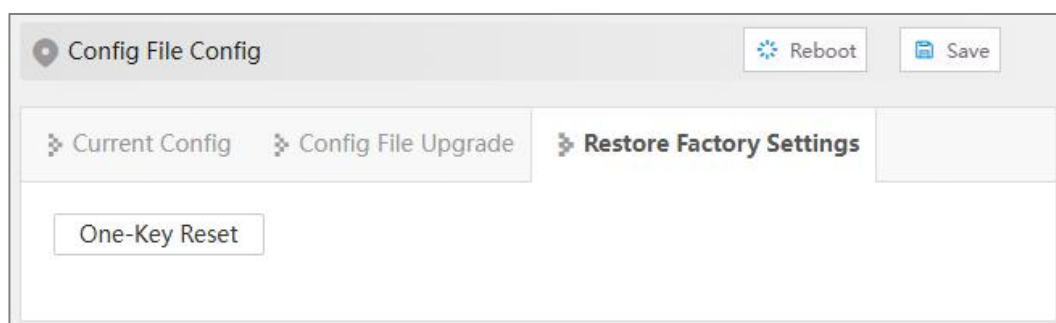 Config File Config Reboot Save
Current Config Config File Upgrade Restore Factory Settings
One-Key Reset